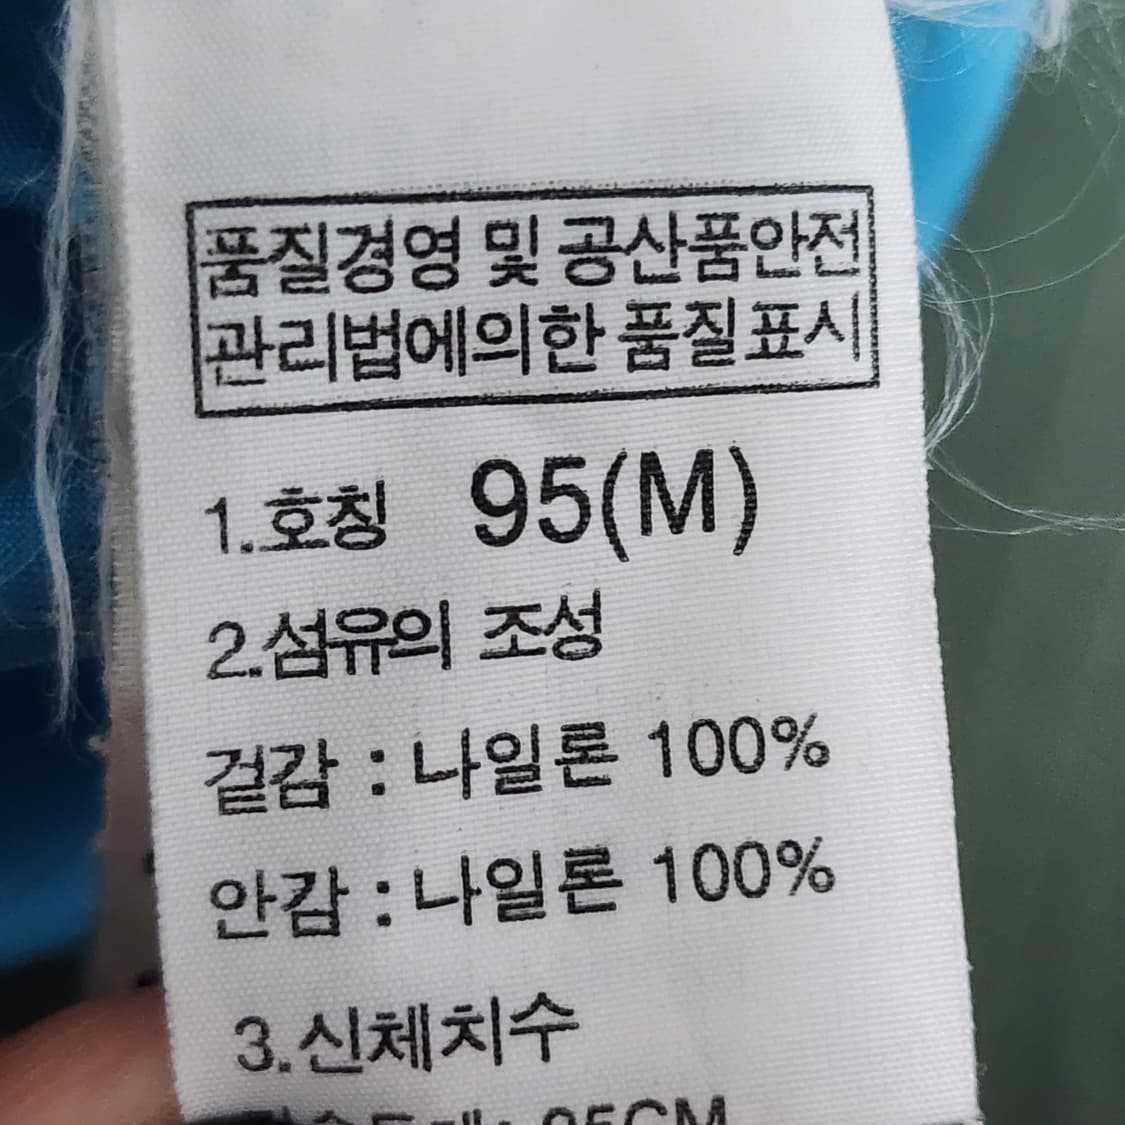 품질경영 및 공산품안전
관리법에의한 품질표시
1.호칭 95(M)
2.섬유의 조성
겉감 : 나일론 100%
안감 : 나일론 100%
3.신체치수
95CM